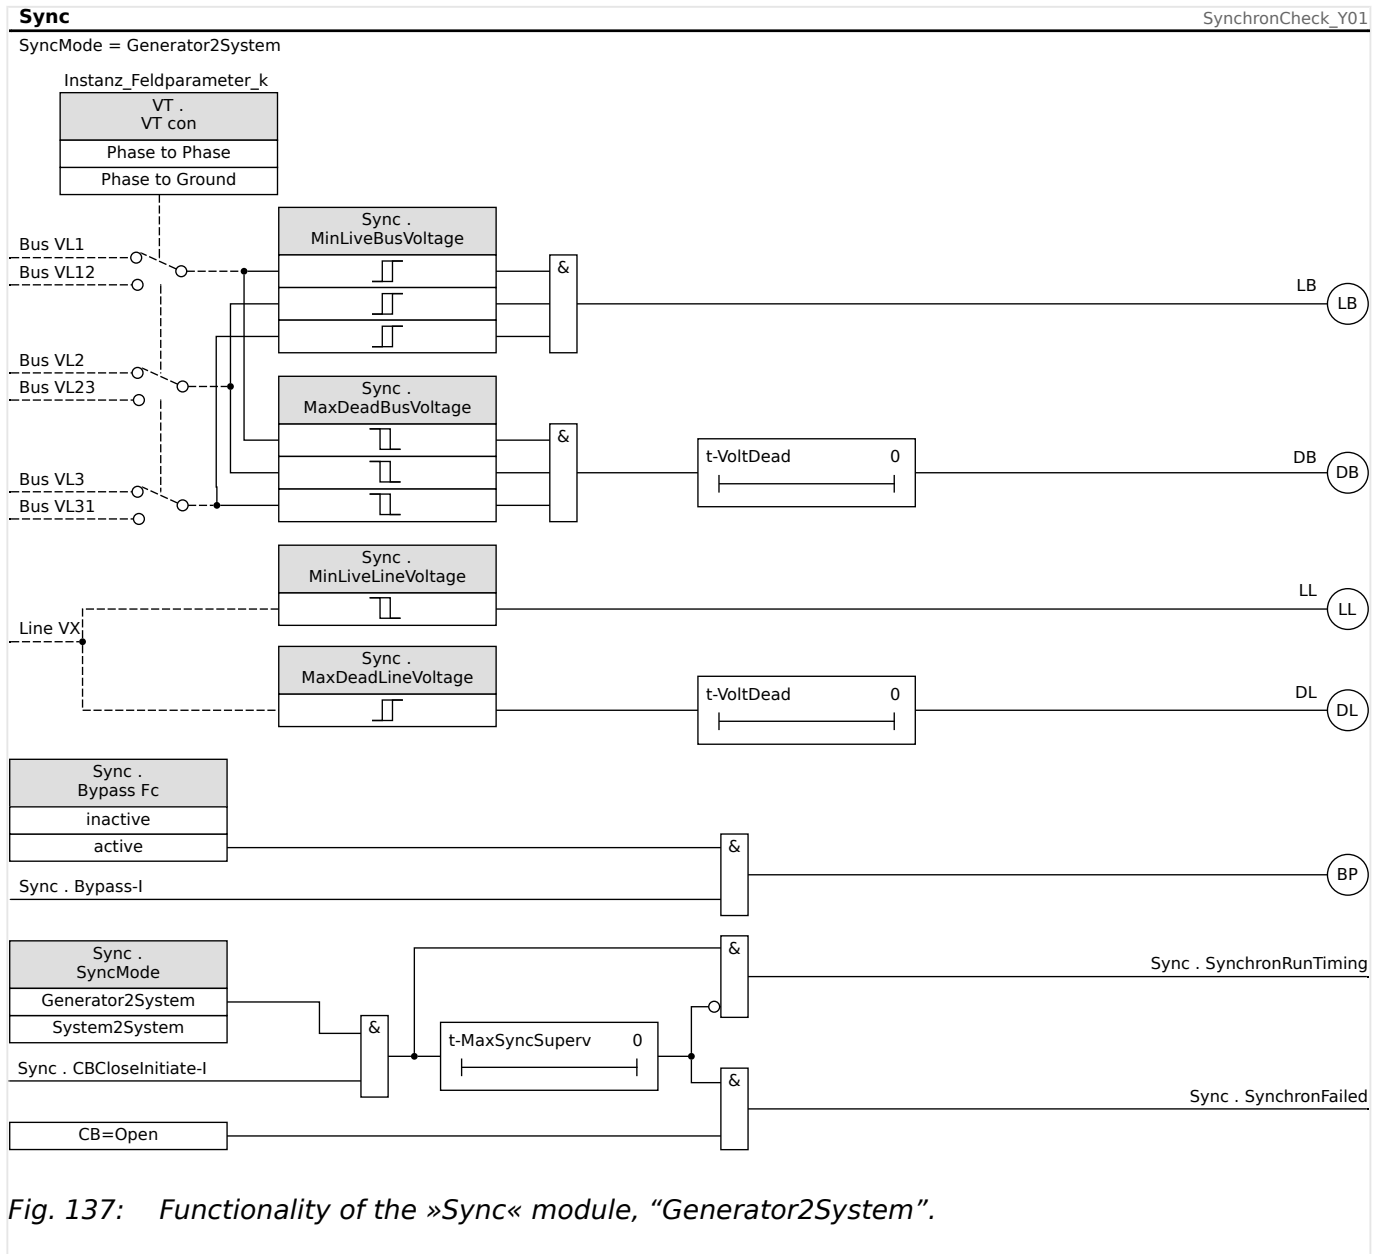 Sync
SynchronCheck_Y01
SyncMode = Generator2System
Instanz_Feldparameter_k
VT .
VT con
Phase to Phase
Phase to Ground
Sync .
MinLiveBusVoltage
Bus VL1
Bus VL12
&
LB
LB
Bus VL2
Bus VL23
Sync .
MaxDeadBusVoltage
&
t-VoltDead 0
DB
DB
Bus VL3
Bus VL31
Sync .
MinLiveLineVoltage
LL
LL
Line VX
Sync .
MaxDeadLineVoltage
t-VoltDead 0
DL
DL
Sync .
Bypass Fc
inactive
active
&
Sync . Bypass-I
BP
Sync .
SyncMode
Generator2System
System2System
&
Sync . SynchronRunTiming
&
t-MaxSyncSuperv 0
Sync . CBCloseInitiate-I
&
Sync . SynchronFailed
CB=Open
Fig. 137: Functionality of the »Sync« module, “Generator2System”.